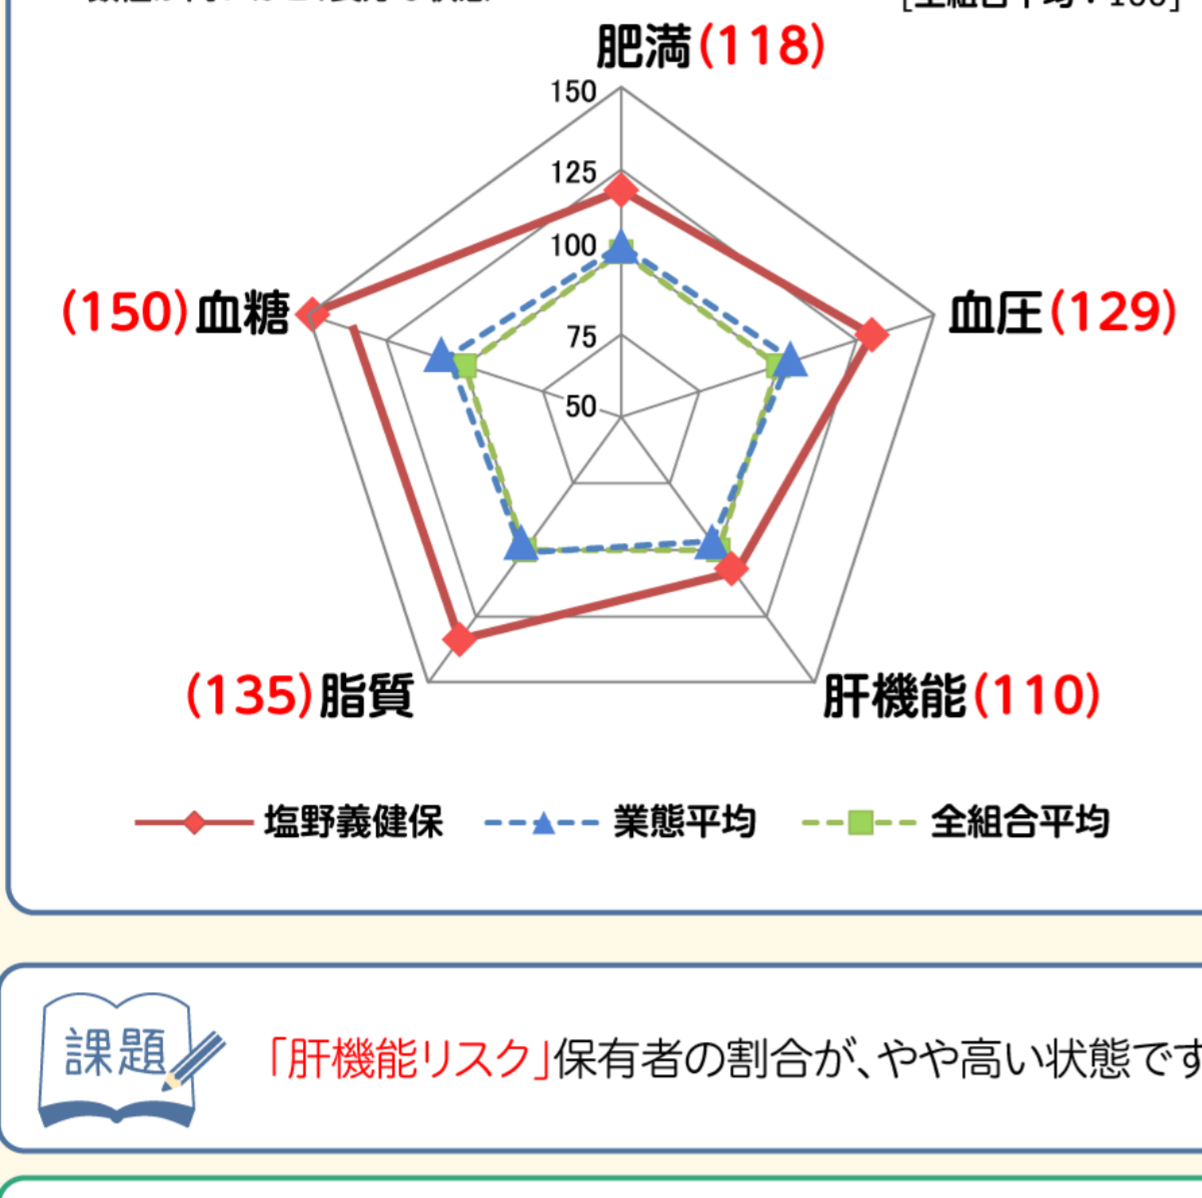 肥満(118)
150
125
100
75
50
(150)血糖
血圧(129)
(135)脂質
肝機能(110)
塩野義健保 業態平均 全組合平均
課題
「肝機能リスク」保有者の割合が、やや高い状態です